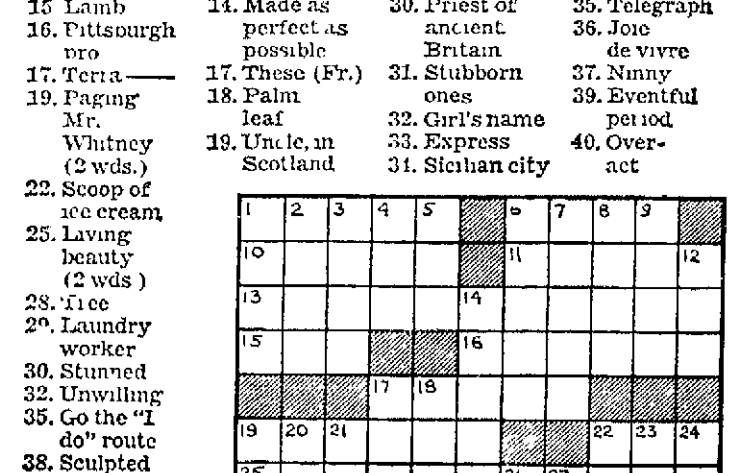 15 Lamb
16. Pittsburgh
pro
17. Terra——
19. Paging
Mr.
Whitney
(2 wds.)
22. Scoop of
ice cream
25. Living
beauty
(2 wds)
28. Tree
29. Laundry
worker
30. Stunned
32. Unwilling
35. Go the "I
do" route
38. Sculpted
14. Made as
perfect as
possible
17. These (Fr.)
18. Palm
leaf
19. Uncle, in
Scotland
30. Priest of
ancient
Britain
31. Stubborn
ones
32. Girl's name
33. Express
34. Sicilian city
35. Telegraph
36. Joie
de vivre
37. Ninny
39. Eventful
period
40. Over-
act
1 2 3 4 5 6 7 8 9
10 11 12
13 14
15 16
17 18
19 20 21 22 23 24
25 26 27